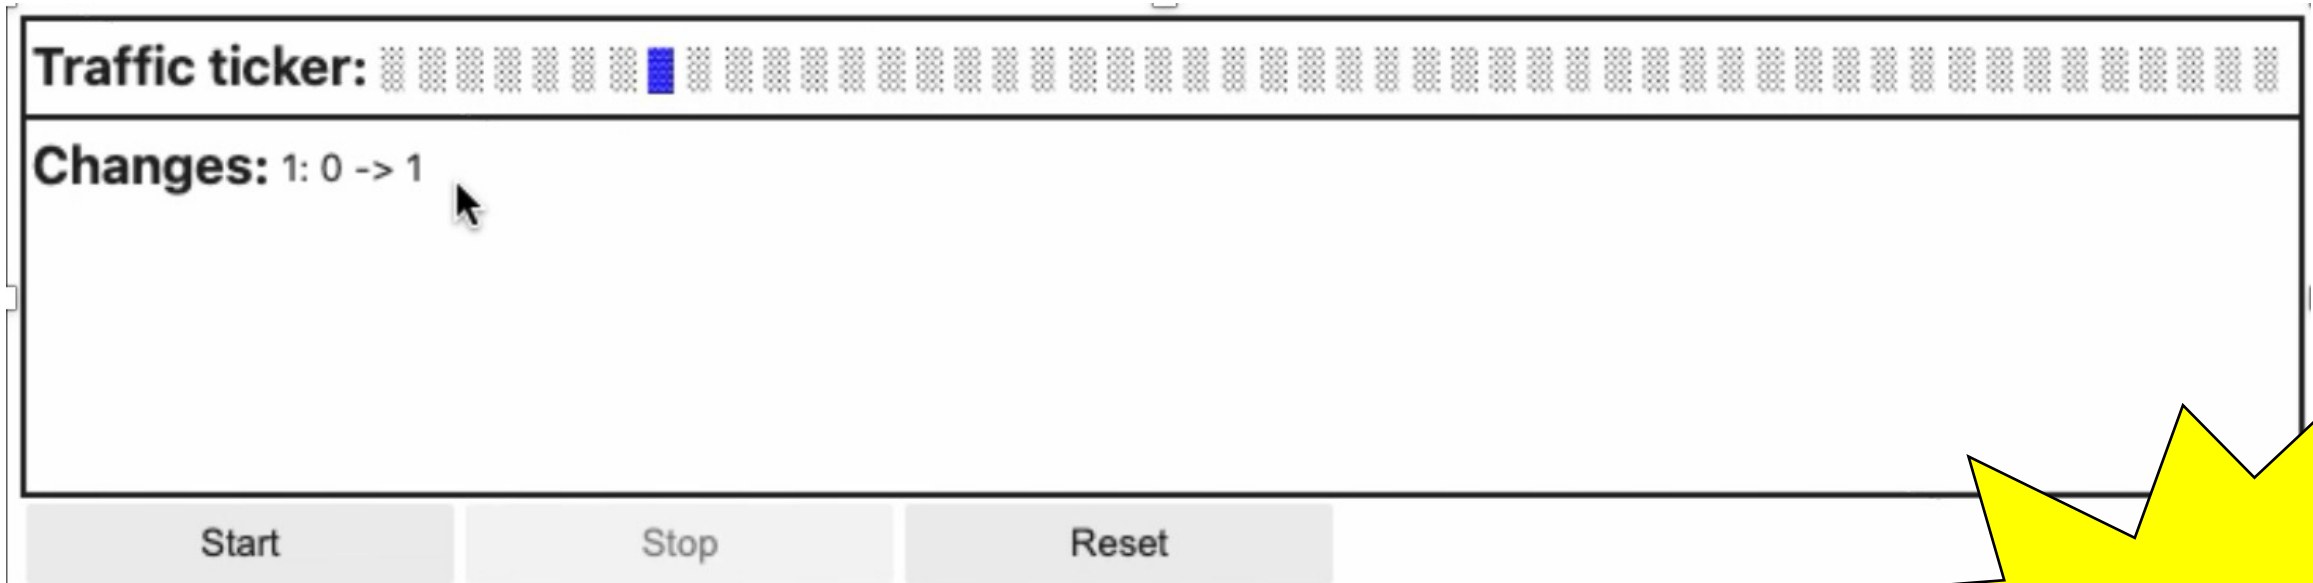 Traffic ticker:
Changes: 1: 0 -> 1
Start Stop Reset